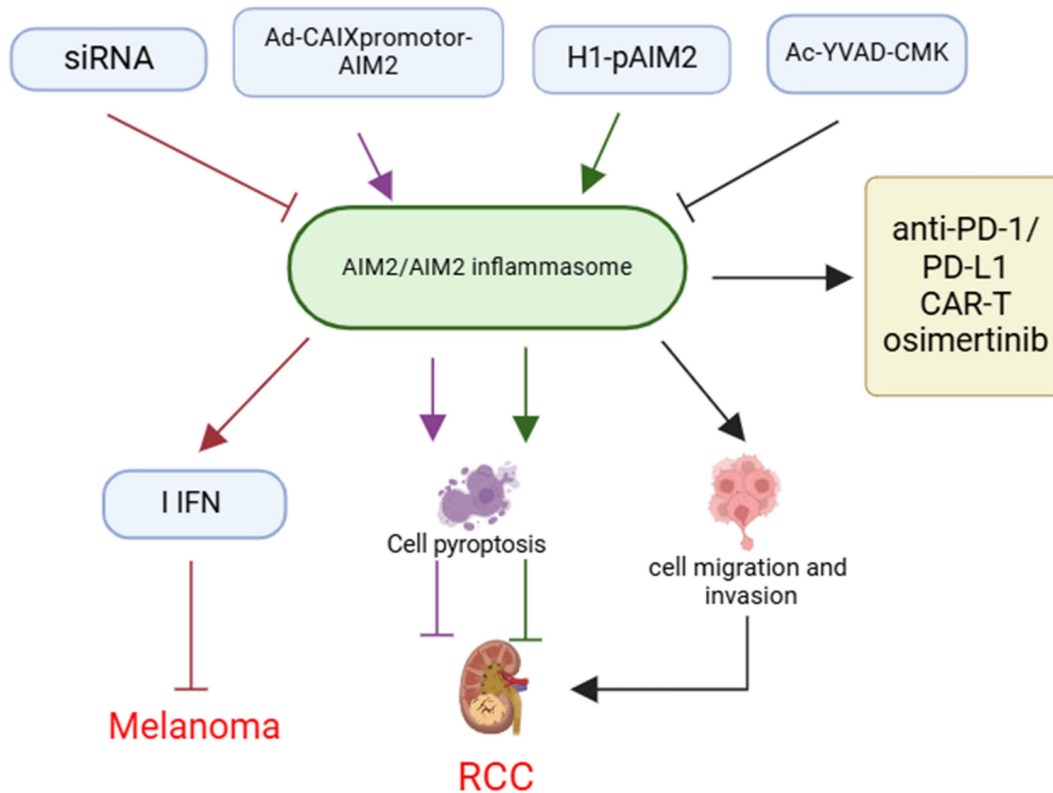 siRNA
Ad-CAIXpromotor-
AIM2
H1-pAIM2
Ac-YVAD-CMK
AIM2/AIM2 inflammasome
anti-PD-1/
PD-L1
CAR-T
osimertinib
I IFN
Cell pyroptosis
cell migration and
invasion
Melanoma
RCC